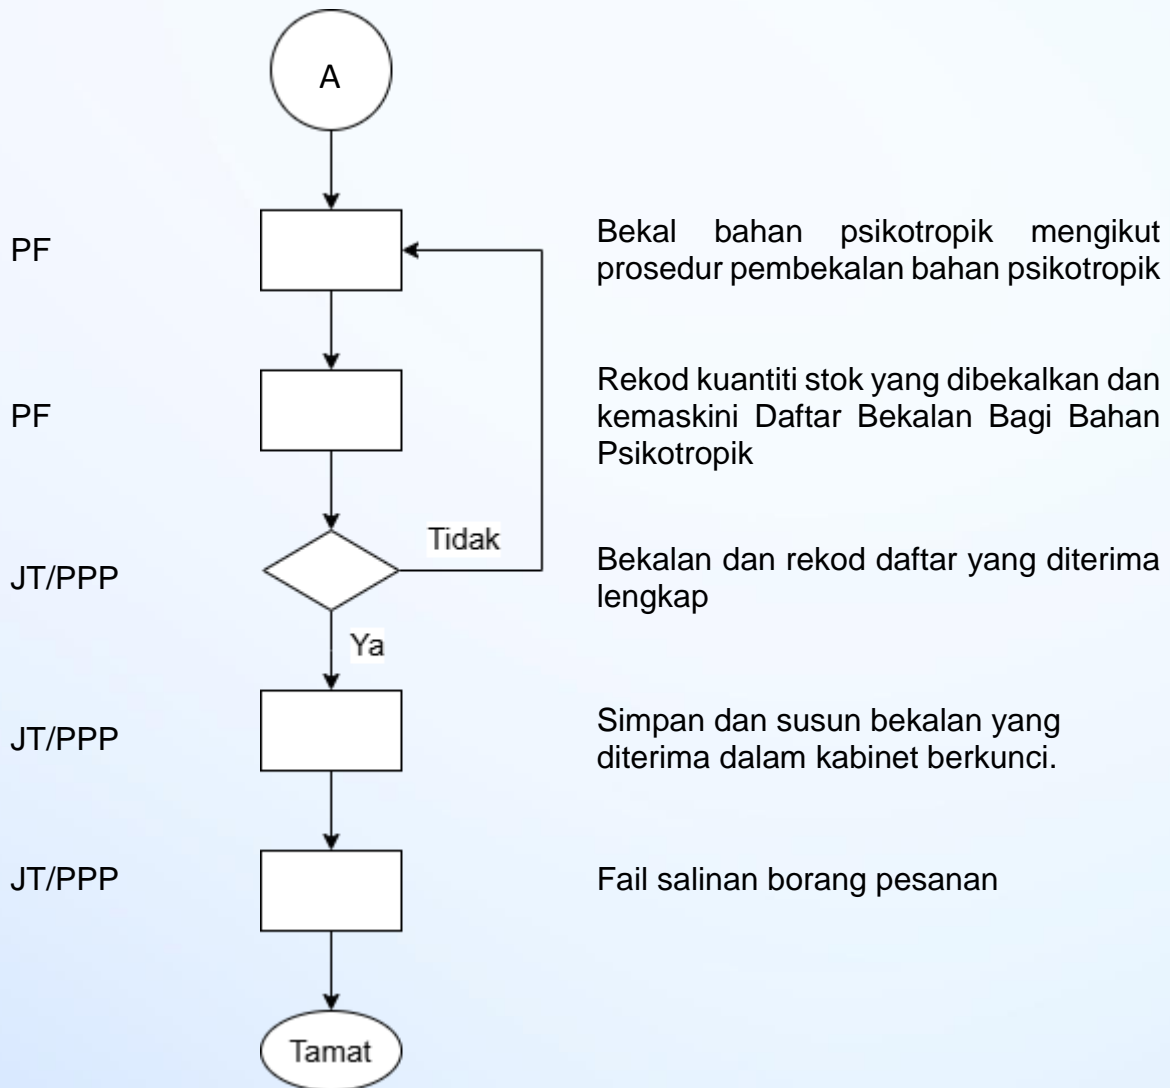 A
PF
Bekal bahan psikotropik mengikut
prosedur pembekalan bahan psikotropik
PF
Rekod kuantiti stok yang dibekalkan dan
kemaskini Daftar Bekalan Bagi Bahan
Psikotropik
Tidak
JT/PPP
Bekalan dan rekod daftar yang diterima
lengkap
Ya
JT/PPP
Simpan dan susun bekalan yang
diterima dalam kabinet berkunci.
JT/PPP
Fail salinan borang pesanan
Tamat